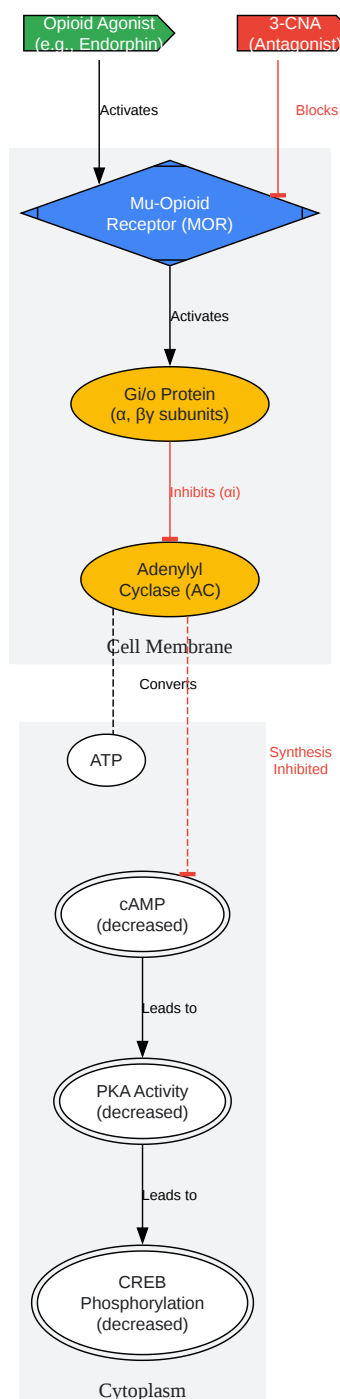 Opioid Agonist
(e.g., Endorphin)
3-CNA
(Antagonist)
Activates
Blocks
Mu-Opioid
Receptor (MOR)
Activates
Gi/o Protein
(α, βγ subunits)
Inhibits (αi)
Adenylyl
Cyclase (AC)
Cell Membrane
Converts
ATP
Synthesis
Inhibited
cAMP
(decreased)
Leads to
PKA Activity
(decreased)
Leads to
CREB
Phosphorylation
(decreased)
Cytoplasm